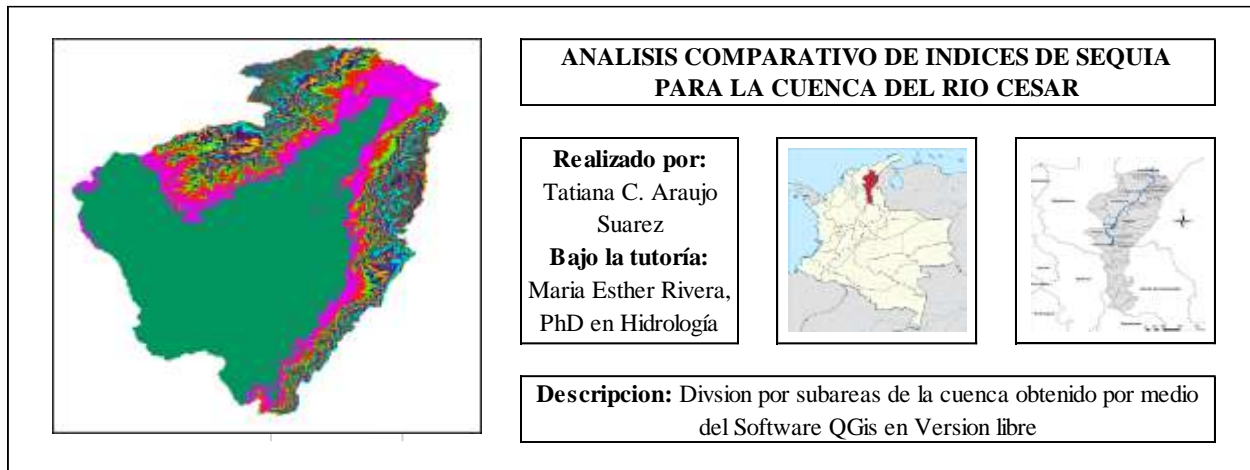 ANALISIS COMPARATIVO DE INDICES DE SEQUIA
PARA LA CUENCA DEL RIO CESAR
Realizado por:
Tatiana C. Araujo
Suarez
Bajo la tutoría:
Maria Esther Rivera,
PhD en Hidrología
Descripcion: Divsion por subareas de la cuenca obtenido por medio
del Software QGis en Version libre